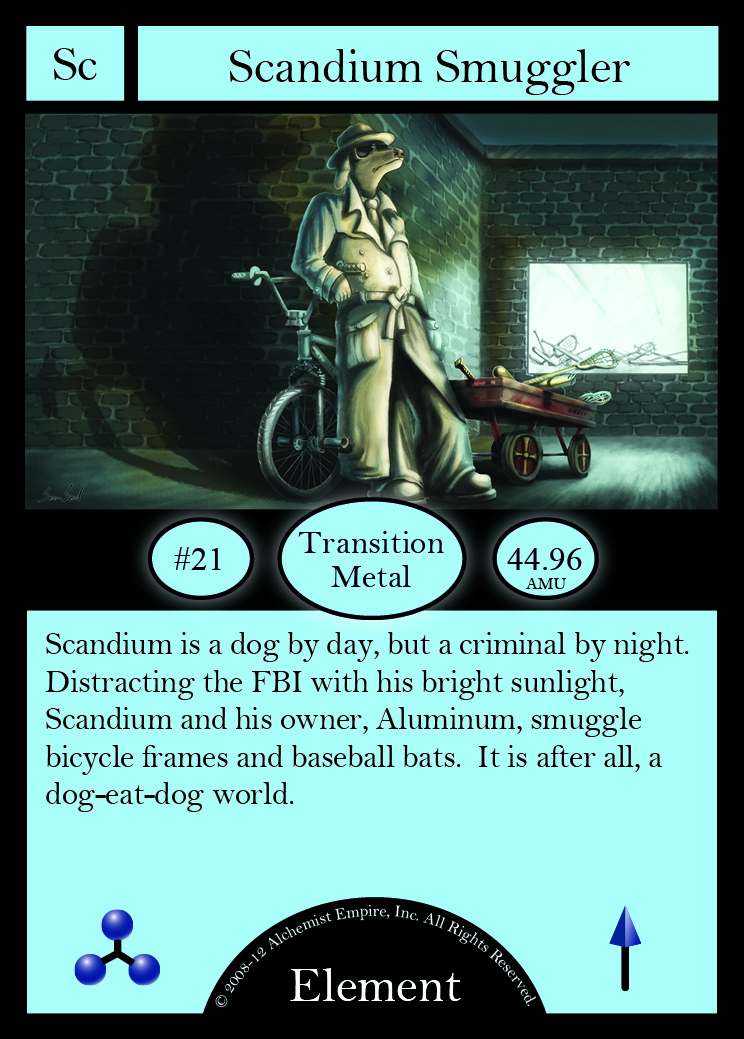 Sc
Scandium Smuggler
#21
Transition
Metal
44.96
AMU
Scandium is a dog by day, but a criminal by night.
Distracting the FBI with his bright sunlight,
Scandium and his owner, Aluminum, smuggle
bicycle frames and baseball bats.  It is after all, a
dog-eat-dog world.
© 2008-12 Alchemist Empire, Inc. All Rights Reserved.
Element